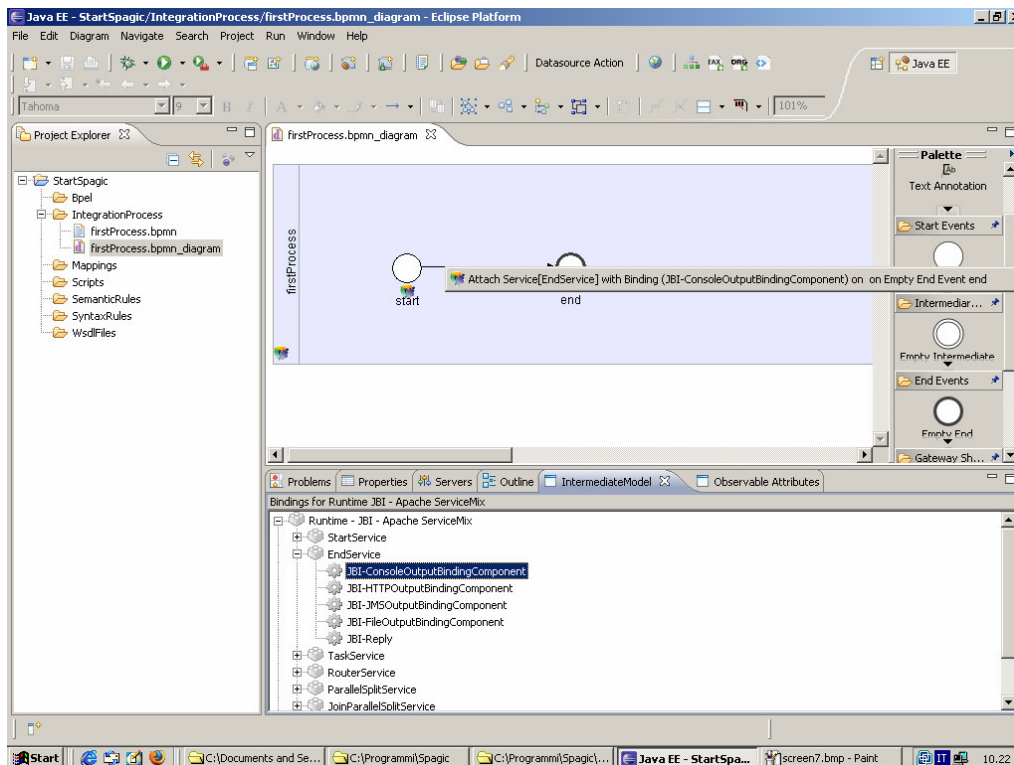 Java EE - StartSpagic/IntegrationProcess/firstProcess.bpmn_diagram - Eclipse Platform
File Edit Diagram Navigate Search Project Run Window Help
Datasource Action
FAX
ORG
Java EE
Tahoma
9
B I
A
101%
Project Explorer
firstProcess.bpmn_diagram
StartSpagic
Bpel
IntegrationProcess
firstProcess.bpmn
firstProcess.bpmn_diagram
Mappings
Scripts
SemanticRules
SyntaxRules
WsdlFiles
firstProcess
start
Attach Service[EndService] with Binding (JBI-ConsoleOutputBindingComponent) on on Empty End Event end
end
Palette
Text Annotation
Start Events
Intermediar...
Empty Intermediate
End Events
Empty End
Gateway Sh...
Problems Properties Servers Outline IntermediateModel Observable Attributes
Bindings for Runtime JBI - Apache ServiceMix
Runtime - JBI - Apache ServiceMix
StartService
EndService
JBI-ConsoleOutputBindingComponent
JBI-HTTPOutputBindingComponent
JBI-JMSOutputBindingComponent
JBI-FileOutputBindingComponent
JBI-Reply
TaskService
RouterService
ParallelSplitService
JoinParallelSplitService
Start
C:\Documents and Se...
C:\Programmi\Spagic
C:\Programmi\Spagic\...
Java EE - StartSpa...
screen7.bmp - Paint
IT
10.22